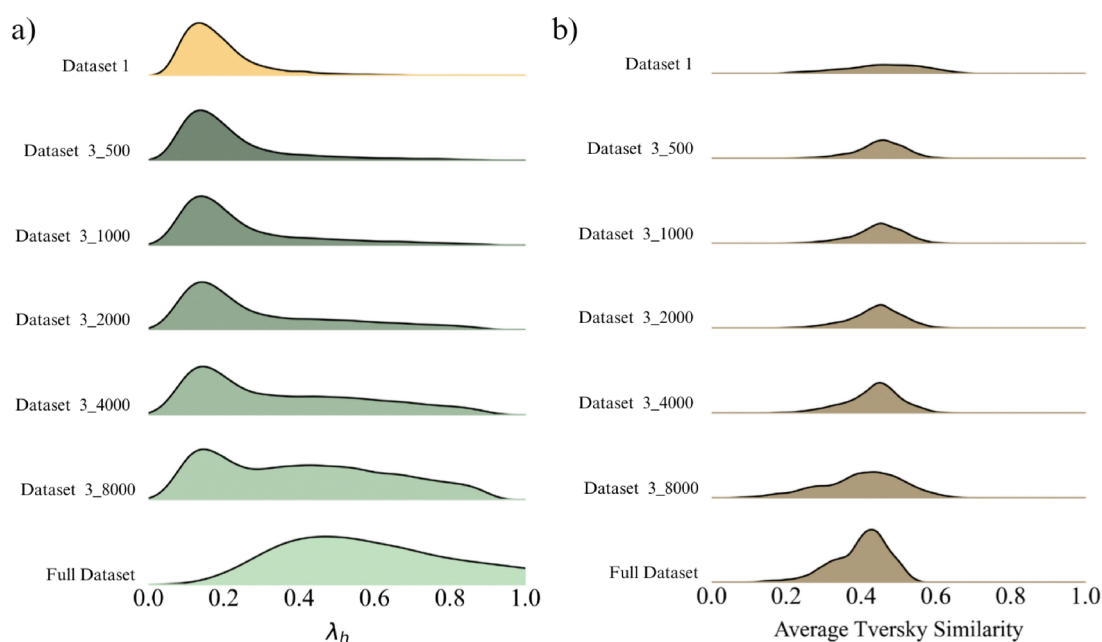 a)
Dataset 1
Dataset 3_500
Dataset 3_1000
Dataset 3_2000
Dataset 3_4000
Dataset 3_8000
Full Dataset
0.0 0.2 0.4 0.6 0.8 1.0
λh
b)
Dataset 1
Dataset 3_500
Dataset 3_1000
Dataset 3_2000
Dataset 3_4000
Dataset 3_8000
Full Dataset
0.0 0.2 0.4 0.6 0.8 1.0
Average Tversky Similarity